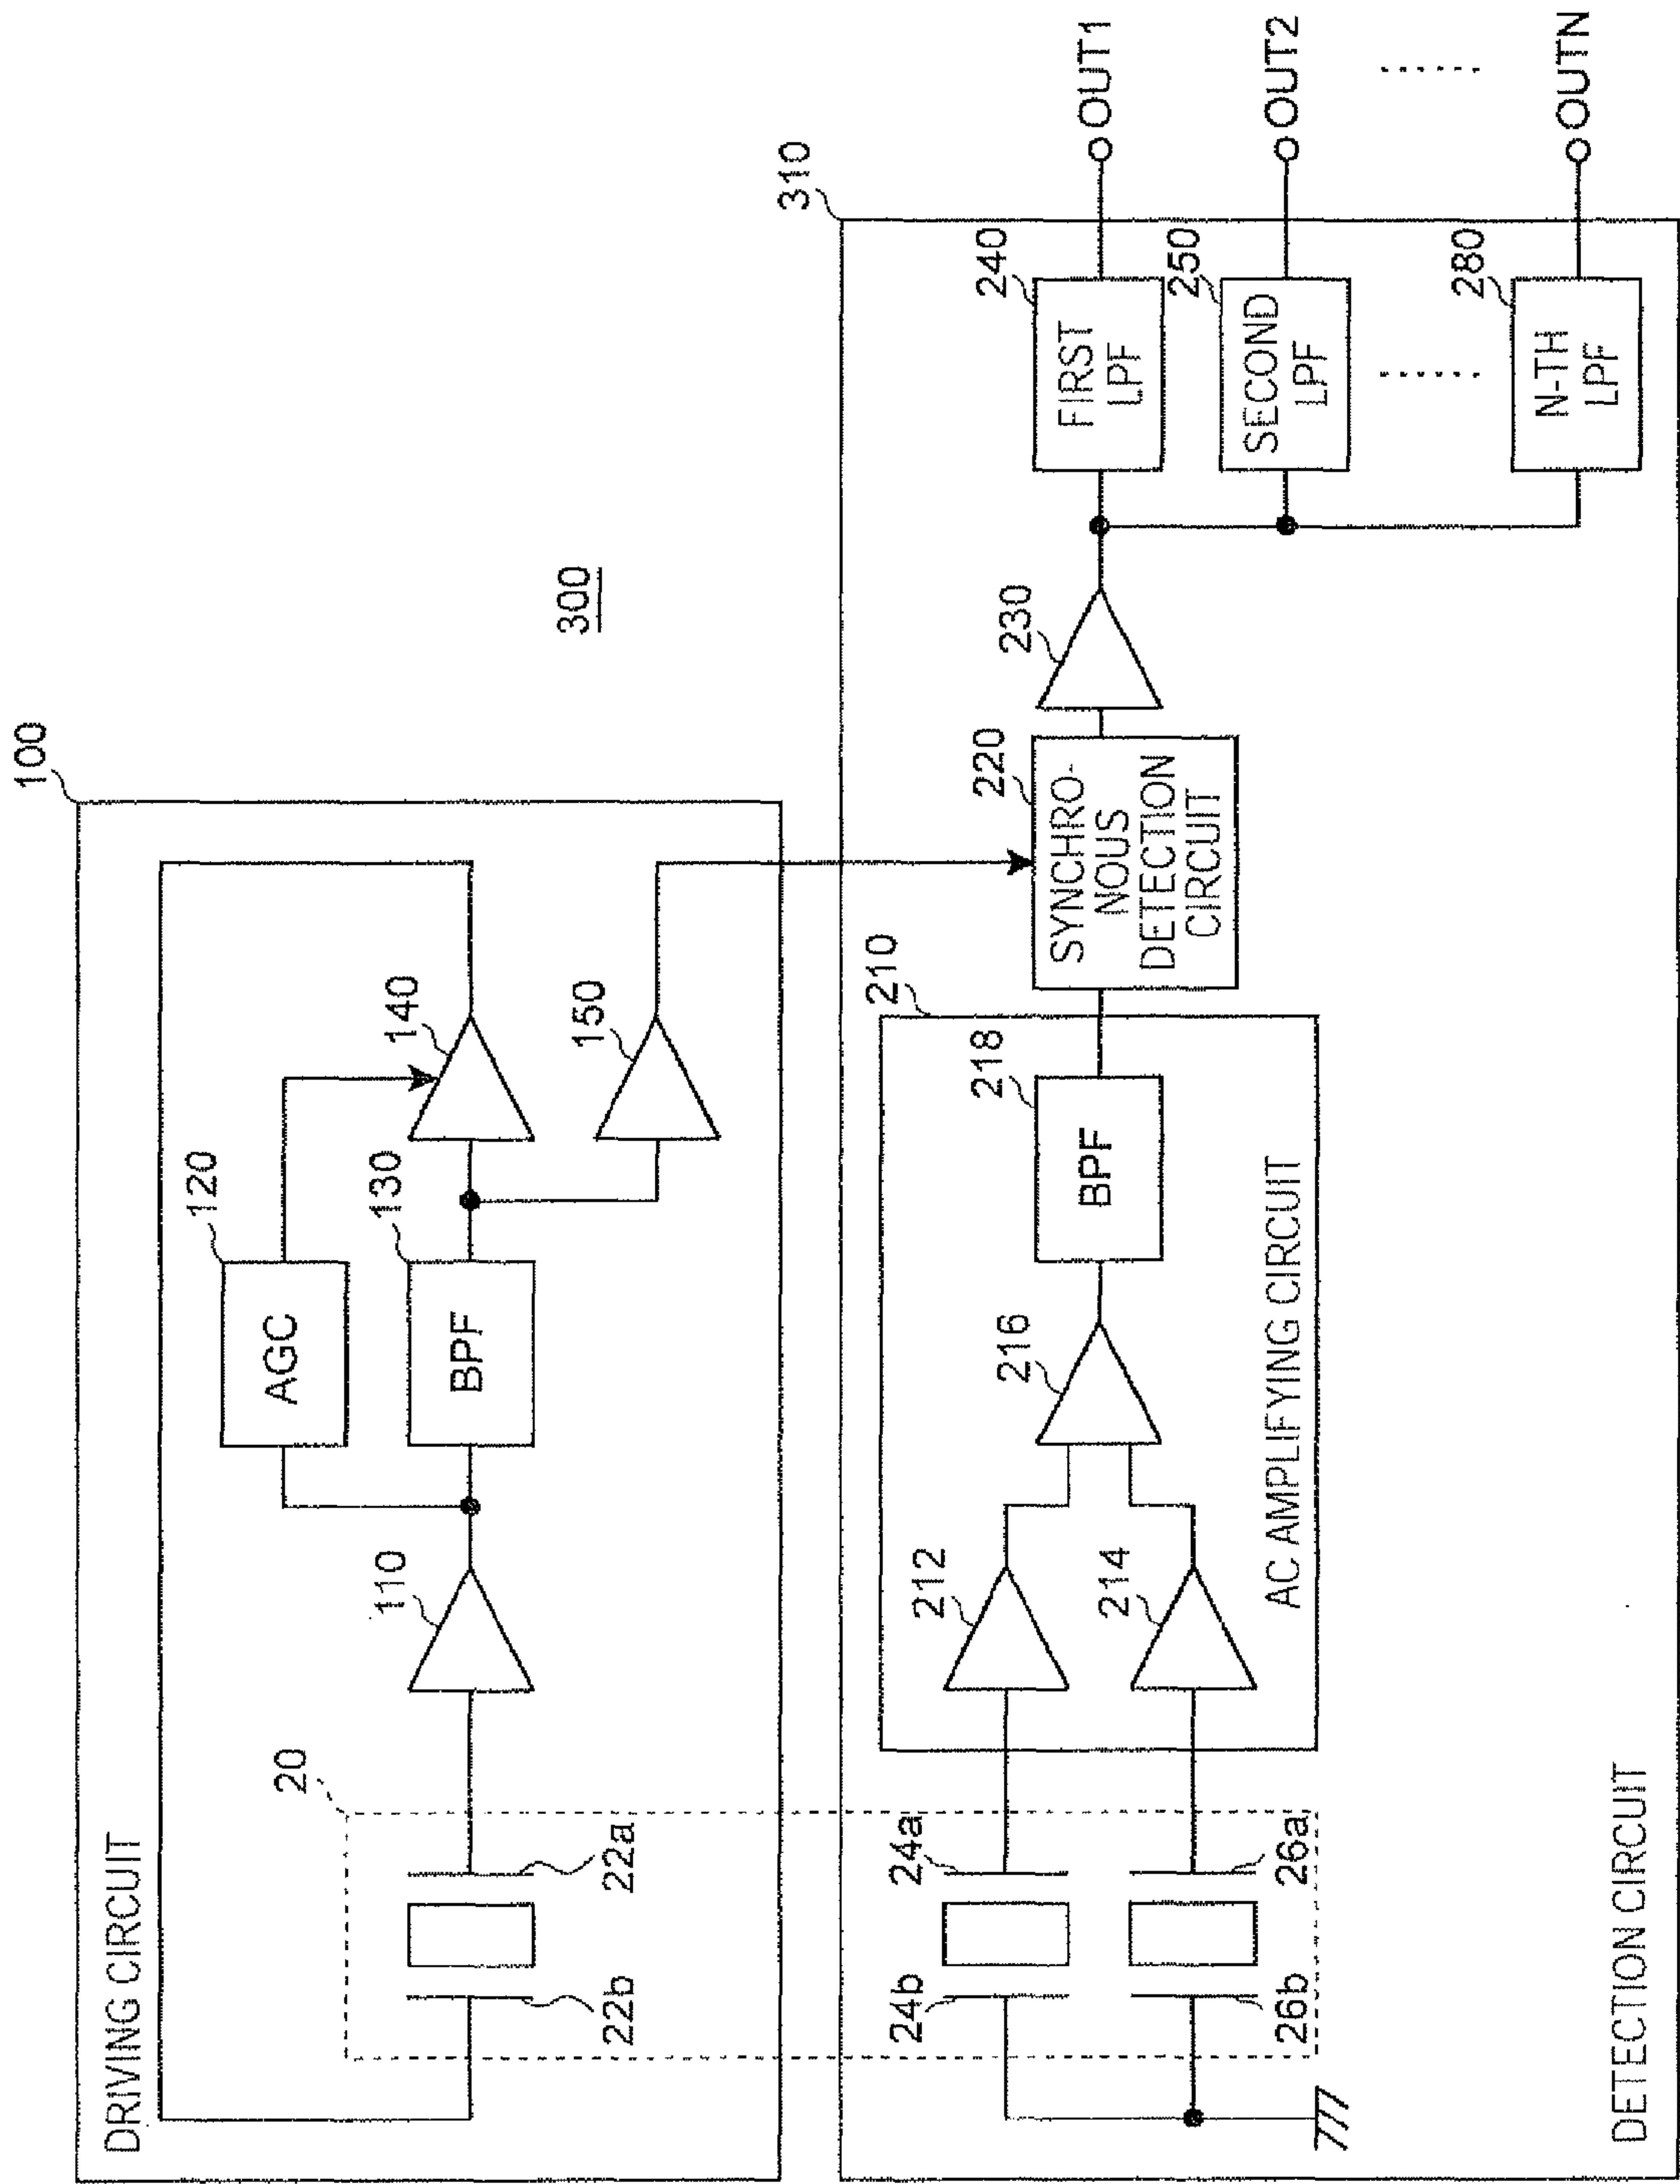 300
100
DRIVING CIRCUIT
20
22a
22b
110
120
AGC
130
BPF
140
150
310
DETECTION CIRCUIT
24a
24b
26a
26b
210
AC AMPLIFYING CIRCUIT
212
214
216
218
BPF
220
SYNCHRO-
NOUS
DETECTION
CIRCUIT
230
240
FIRST
LPF
250
SECOND
LPF
......
280
N-TH
LPF
OUT1
OUT2
......
OUTN